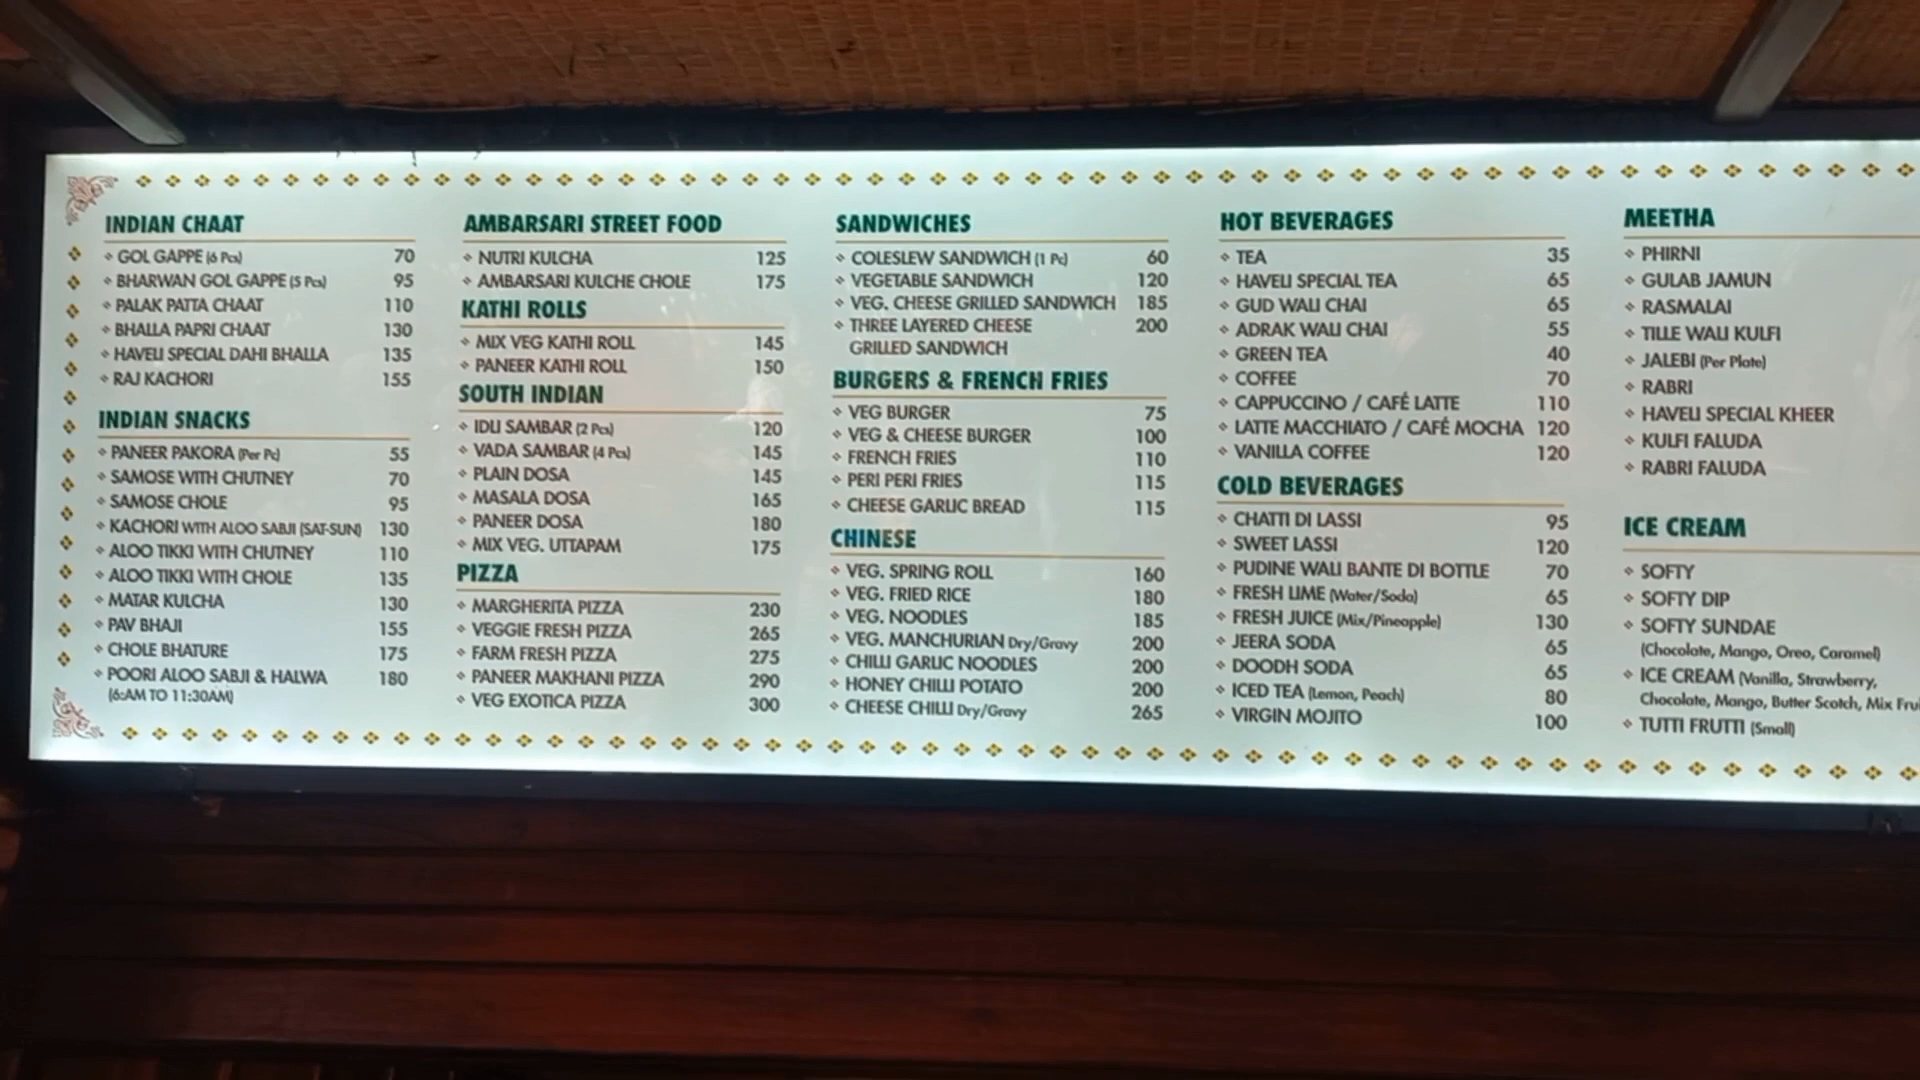 INDIAN CHAAT
GOL GAPPE (6 Pcs) 70
BHARWAN GOL GAPPE (5 Pcs) 95
PALAK PATTA CHAAT 110
BHALLA PAPRI CHAAT 130
HAVELI SPECIAL DAHI BHALLA 135
RAJ KACHORI 155
INDIAN SNACKS
PANEER PAKORA (Per Pc) 55
SAMOSE WITH CHUTNEY 70
SAMOSE CHOLE 95
KACHORI WITH ALOO SABJI (SAT-SUN) 130
ALOO TIKKI WITH CHUTNEY 110
ALOO TIKKI WITH CHOLE 135
MATAR KULCHA 130
PAV BHAJI 155
CHOLE BHATURE 175
POORI ALOO SABJI & HALWA 180
(6:AM TO 11:30AM)
AMBARSARI STREET FOOD
NUTRI KULCHA 125
AMBARSARI KULCHE CHOLE 175
KATHI ROLLS
MIX VEG KATHI ROLL 145
PANEER KATHI ROLL 150
SOUTH INDIAN
IDLI SAMBAR (2 Pcs) 120
VADA SAMBAR (4 Pcs) 145
PLAIN DOSA 145
MASALA DOSA 165
PANEER DOSA 180
MIX VEG. UTTAPAM 175
PIZZA
MARGHERITA PIZZA 230
VEGGIE FRESH PIZZA 265
FARM FRESH PIZZA 275
PANEER MAKHANI PIZZA 290
VEG EXOTICA PIZZA 300
SANDWICHES
COLESLEW SANDWICH (1 Pc) 60
VEGETABLE SANDWICH 120
VEG. CHEESE GRILLED SANDWICH 185
THREE LAYERED CHEESE 200
GRILLED SANDWICH
BURGERS & FRENCH FRIES
VEG BURGER 75
VEG & CHEESE BURGER 100
FRENCH FRIES 110
PERI PERI FRIES 115
CHEESE GARLIC BREAD 115
CHINESE
VEG. SPRING ROLL 160
VEG. FRIED RICE 180
VEG. NOODLES 185
VEG. MANCHURIAN Dry/Gravy 200
CHILLI GARLIC NOODLES 200
HONEY CHILLI POTATO 200
CHEESE CHILLI Dry/Gravy 265
HOT BEVERAGES
TEA 35
HAVELI SPECIAL TEA 65
GUD WALI CHAI 65
ADRAK WALI CHAI 55
GREEN TEA 40
COFFEE 70
CAPPUCCINO / CAFÉ LATTE 110
LATTE MACCHIATO / CAFÉ MOCHA 120
VANILLA COFFEE 120
COLD BEVERAGES
CHATTI DI LASSI 95
SWEET LASSI 120
PUDINE WALI BANTE DI BOTTLE 70
FRESH LIME (Water/Soda) 65
FRESH JUICE (Mix/Pineapple) 130
JEERA SODA 65
DOODH SODA 65
ICED TEA (Lemon, Peach) 80
VIRGIN MOJITO 100
MEETHA
PHIRNI
GULAB JAMUN
RASMALAI
TILLE WALI KULFI
JALEBI (Per Plate)
RABRI
HAVELI SPECIAL KHEER
KULFI FALUDA
RABRI FALUDA
ICE CREAM
SOFTY
SOFTY DIP
SOFTY SUNDAE
(Chocolate, Mango, Oreo, Caramel)
ICE CREAM (Vanilla, Strawberry,
Chocolate, Mango, Butter Scotch, Mix
TUTTI FRUTTI (Small)